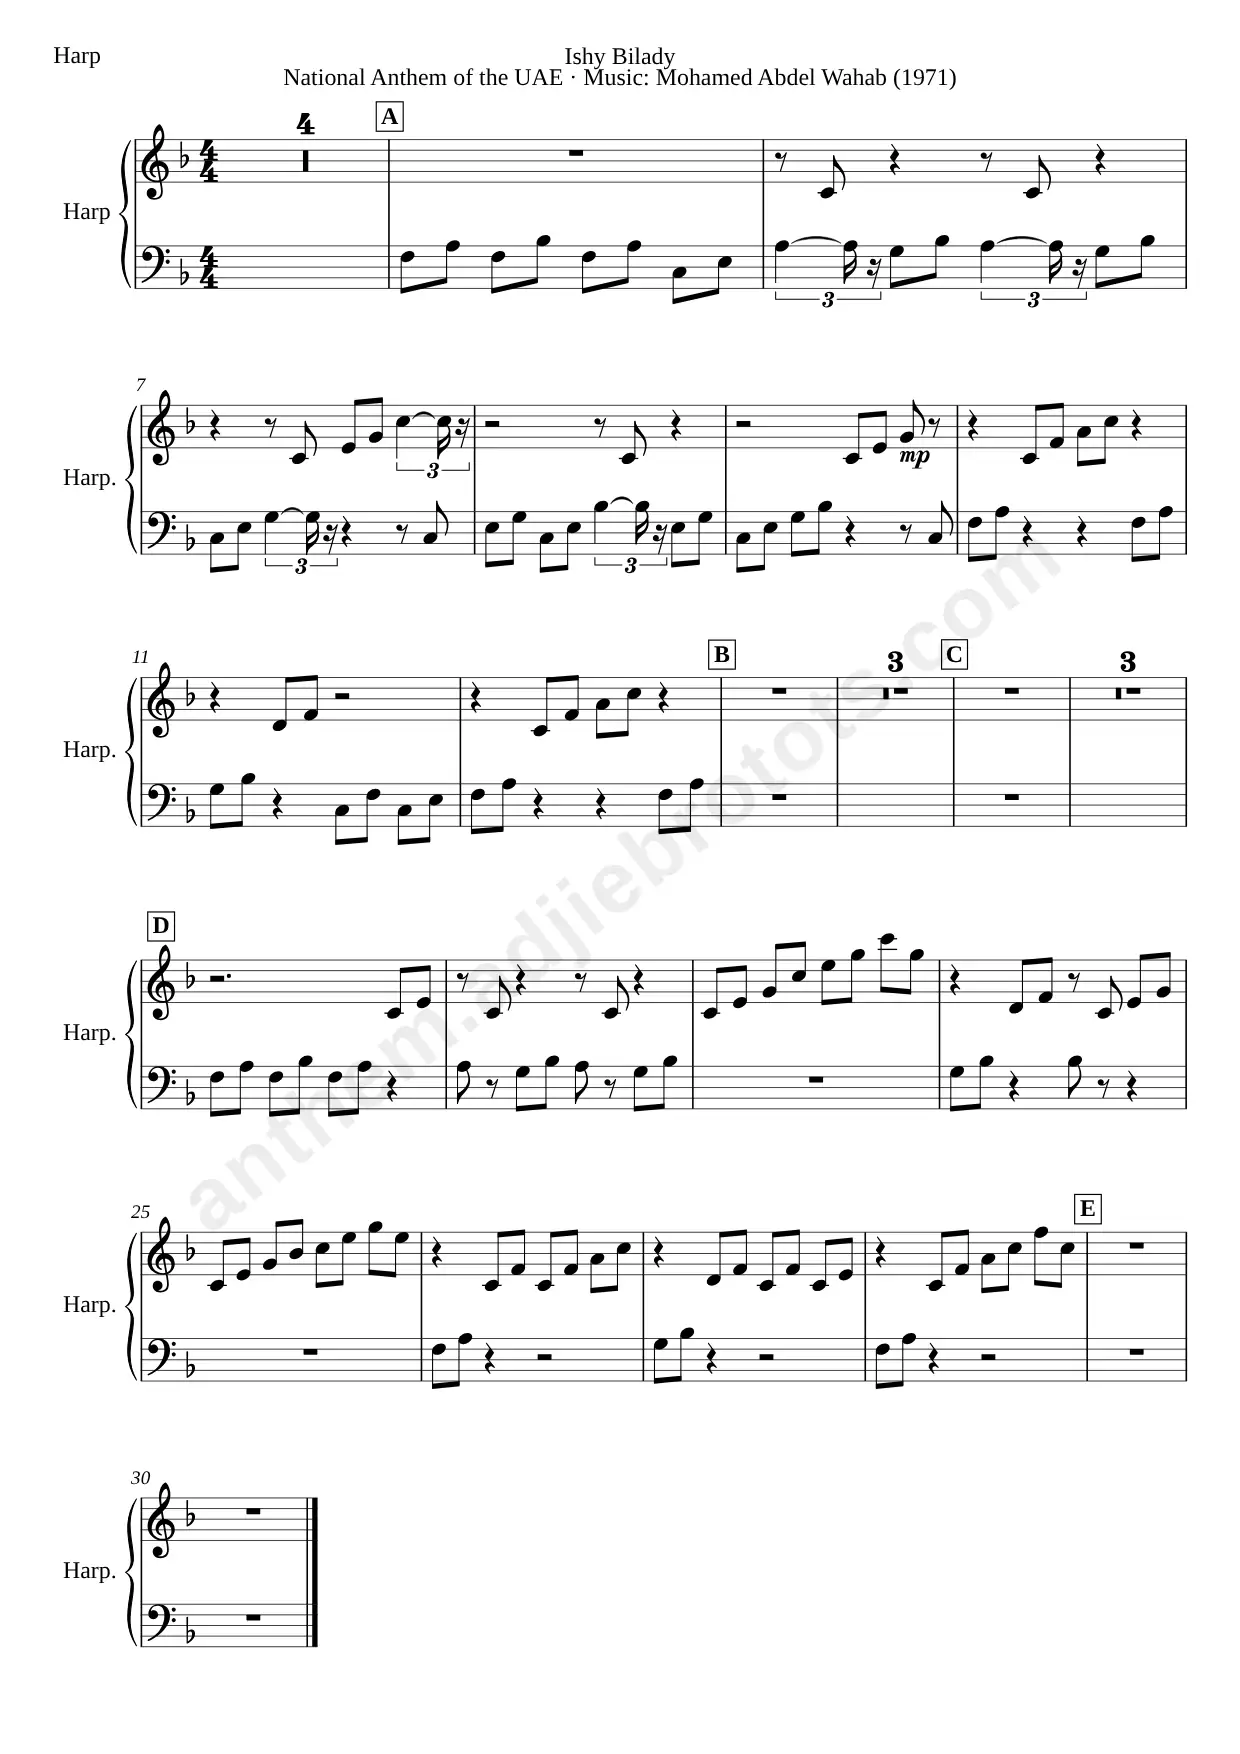 Harp
Ishy Bilady
National Anthem of the UAE · Music: Mohamed Abdel Wahab (1971)
4
A
Harp
3
3
7
Harp.
3
3
mp
3
11
B
3
C
3
Harp.
D
Harp.
25
E
Harp.
30
Harp.
anthem.adjiebrotots.com